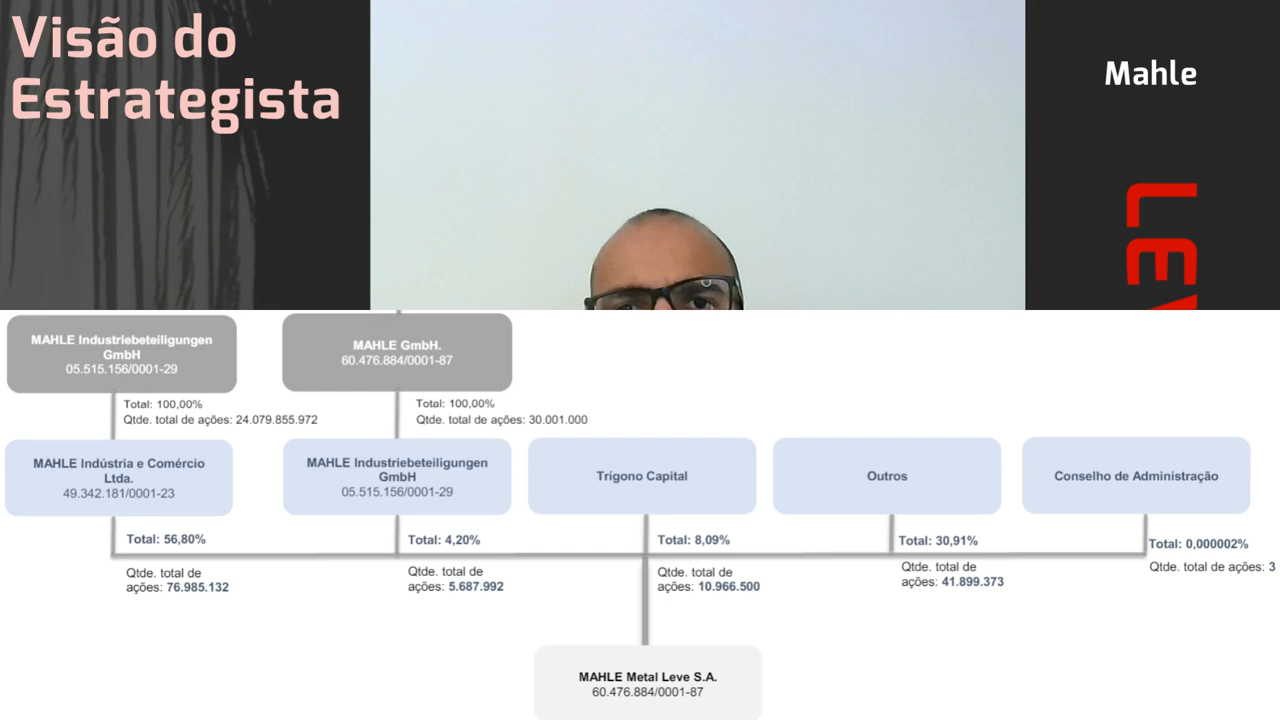 Visão do
Estrategista
Mahle
LEV
MAHLE Industriebeteiligungen
GmbH
05.515.156/0001-29
MAHLE GmbH.
60.476.884/0001-87
Total: 100,00%
Qtde. total de ações: 24.079.855.972
Total: 100,00%
Qtde. total de ações: 30.001.000
MAHLE Indústria e Comércio
Ltda.
49.342.181/0001-23
MAHLE Industriebeteiligungen
GmbH
05.515.156/0001-29
Trígono Capital
Outros
Conselho de Administração
Total: 56,80%
Qtde. total de
ações: 76.985.132
Total: 4,20%
Qtde. total de
ações: 5.687.992
Total: 8,09%
Qtde. total de
ações: 10.966.500
Total: 30,91%
Qtde. total de
ações: 41.899.373
Total: 0,000002%
Qtde. total de ações: 3
MAHLE Metal Leve S.A.
60.476.884/0001-87